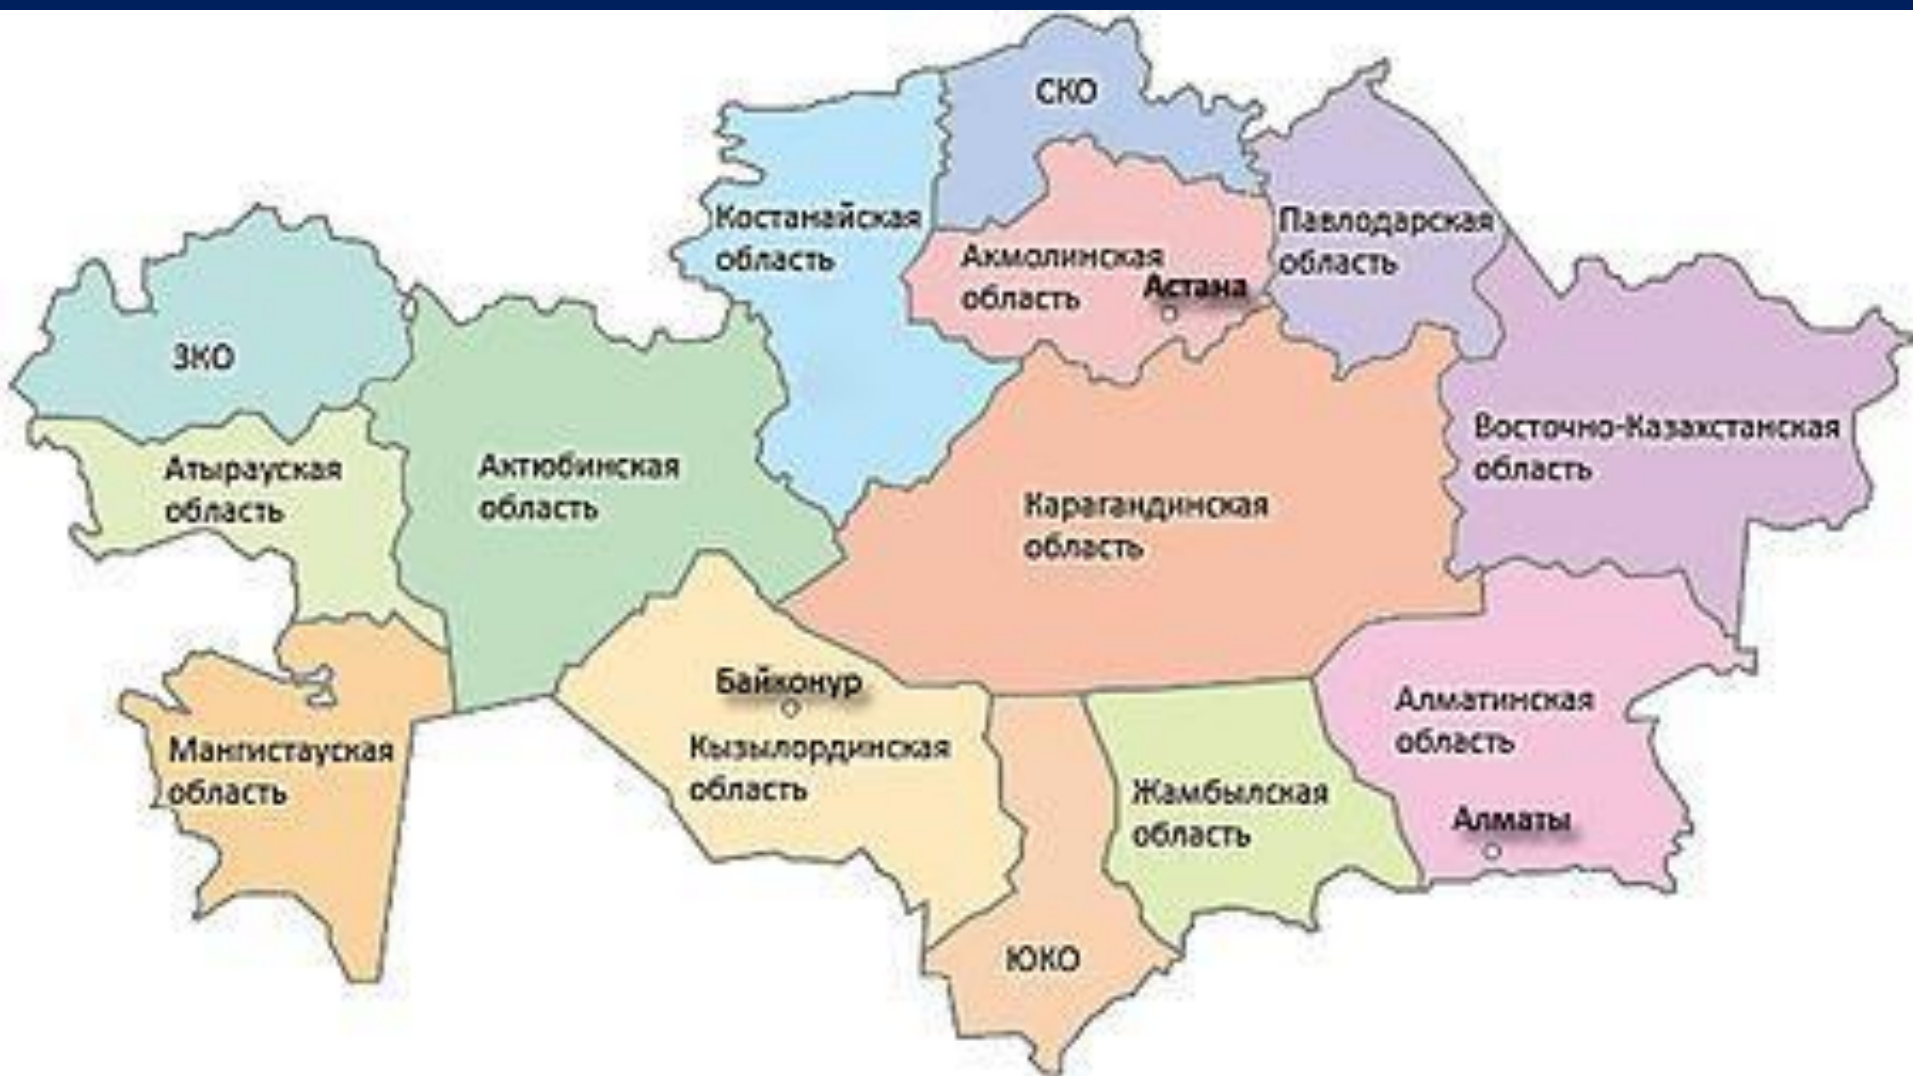 СКО
Костанайская
область
Павлодарская
область
Акмолинская
область
Астана
ЗКО
Восточно-Казахстанская
область
Атырауская
область
Актюбинская
область
Карагандинская
область
Байконур
Кызылординская
область
Мангистауская
область
Алматинская
область
Жамбылская
область
Алматы
ЮКО